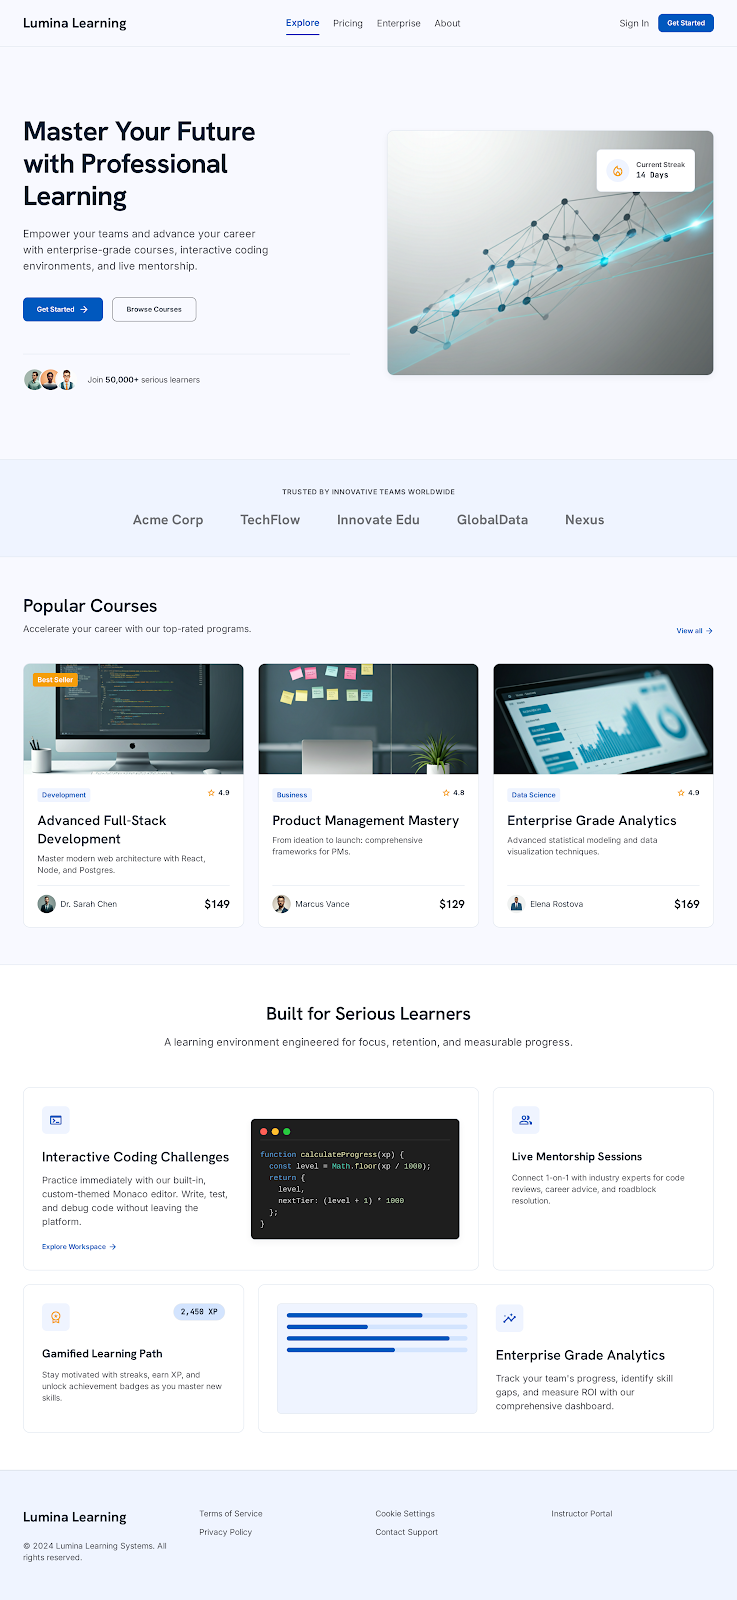 Lumina Learning
Explore
Pricing
Enterprise
About
Sign In
Get Started
Master Your Future
with Professional
Learning
Empower your teams and advance your career
with enterprise-grade courses, interactive coding
environments, and live mentorship.
Get Started →
Browse Courses
Join 50,000+ serious learners
Current Streak
14 Days
TRUSTED BY INNOVATIVE TEAMS WORLDWIDE
Acme Corp
TechFlow
Innovate Edu
GlobalData
Nexus
Popular Courses
Accelerate your career with our top-rated programs.
View all →
Best Seller
Development
4.9
Advanced Full-Stack
Development
Master modern web architecture with React,
Node, and Postgres.
Dr. Sarah Chen
$149
Business
4.8
Product Management Mastery
From ideation to launch: comprehensive
frameworks for PMs.
Marcus Vance
$129
Data Science
4.9
Enterprise Grade Analytics
Advanced statistical modeling and data
visualization techniques.
Elena Rostova
$169
Built for Serious Learners
A learning environment engineered for focus, retention, and measurable progress.
Interactive Coding Challenges
Practice immediately with our built-in,
custom-themed Monaco editor. Write, test,
and debug code without leaving the
platform.
Explore Workspace →
function calculateProgress(xp) {
const level = Math.floor(xp / 1000);
return {
level,
nextTier: (level + 1) * 1000
};
}
Live Mentorship Sessions
Connect 1-on-1 with industry experts for code
reviews, career advice, and roadblock
resolution.
2,450 XP
Gamified Learning Path
Stay motivated with streaks, earn XP, and
unlock achievement badges as you master new
skills.
Enterprise Grade Analytics
Track your team's progress, identify skill
gaps, and measure ROI with our
comprehensive dashboard.
Lumina Learning
© 2024 Lumina Learning Systems. All
rights reserved.
Terms of Service
Privacy Policy
Cookie Settings
Contact Support
Instructor Portal